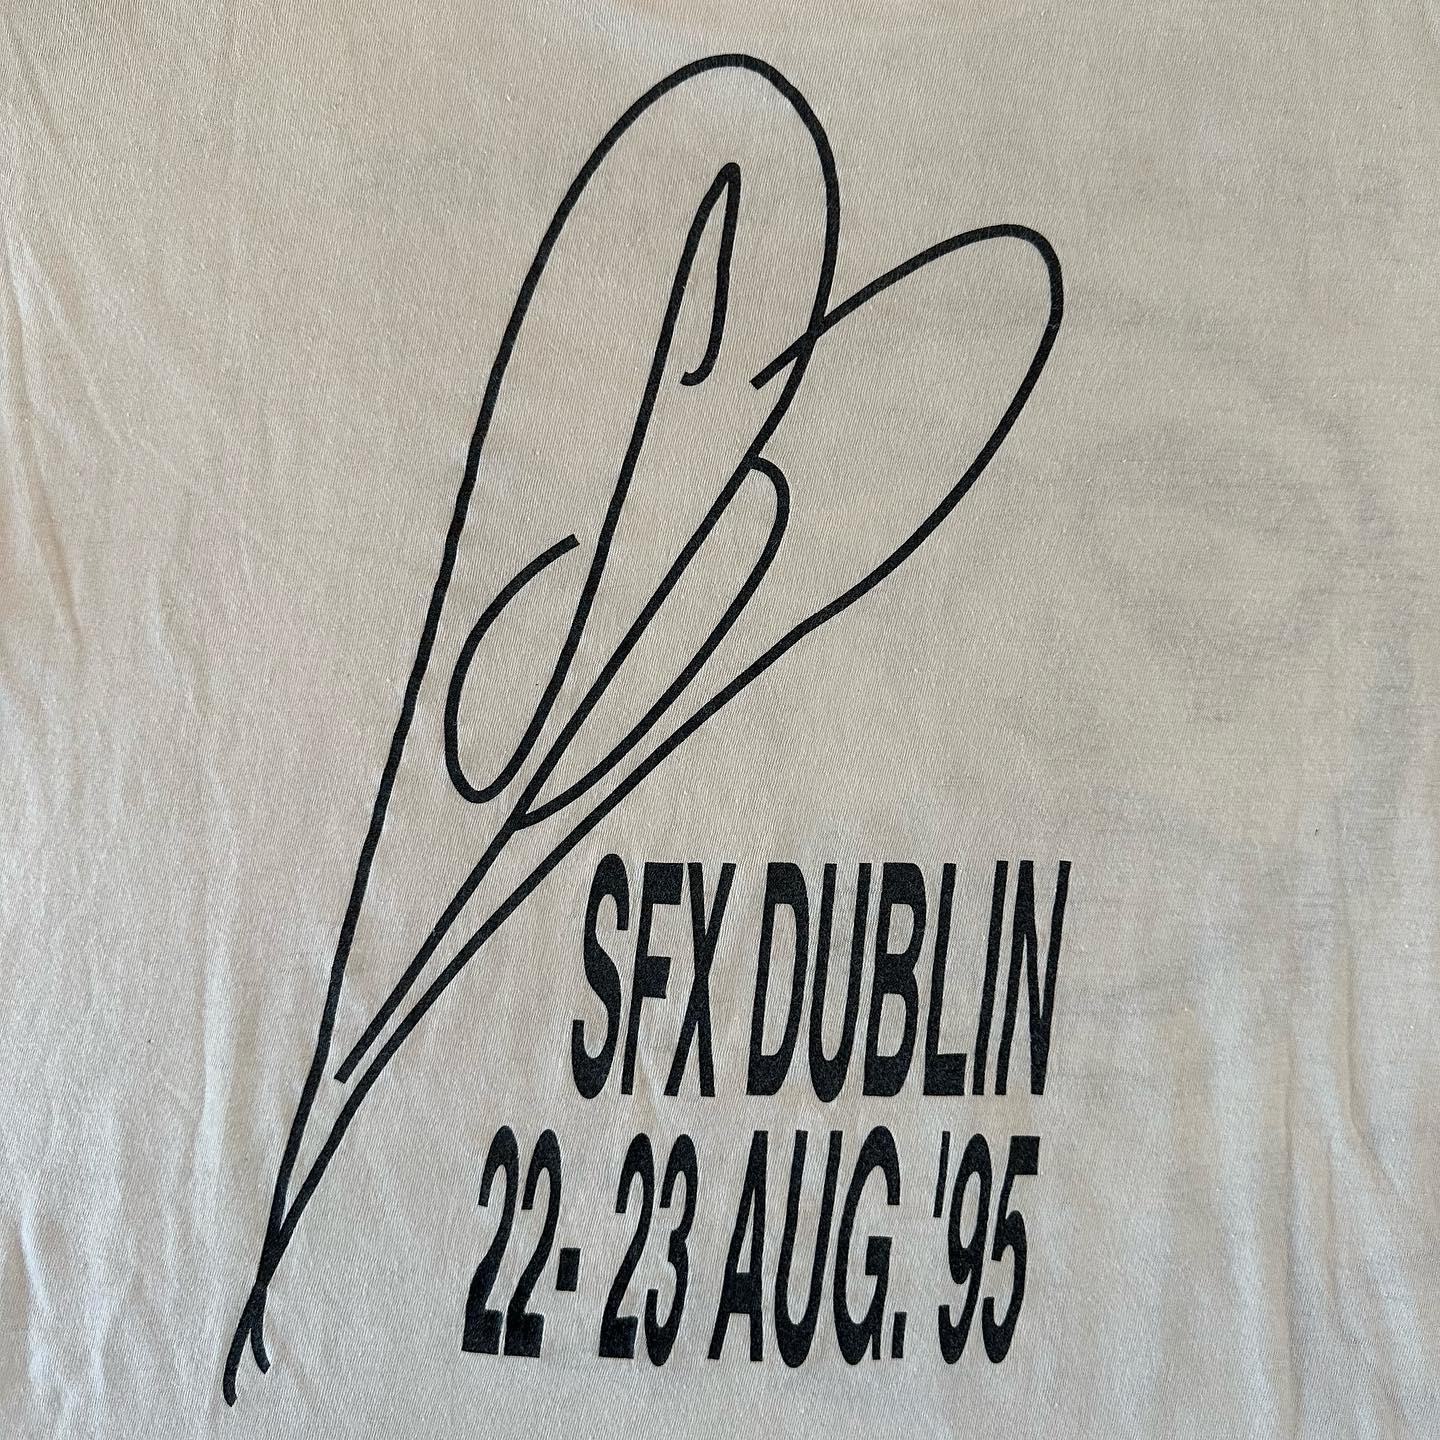 SFX DUBLIN
22-23 AUG. '95